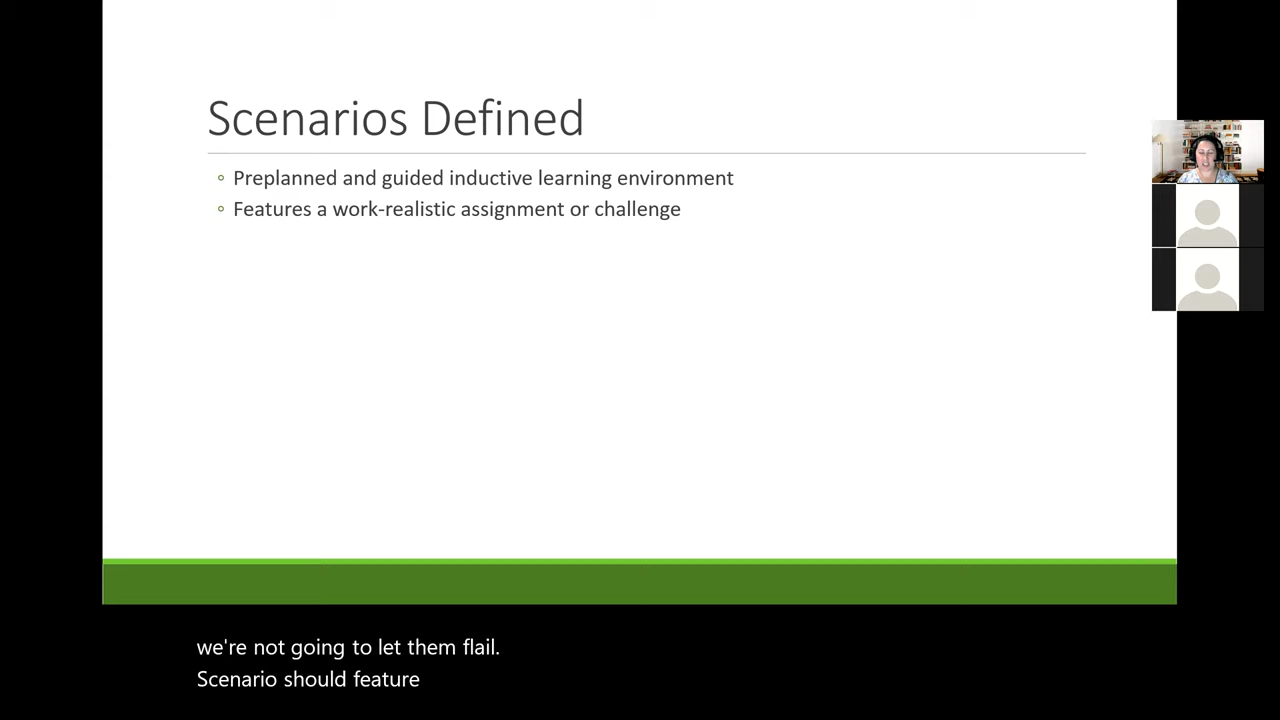 Scenarios Defined
Preplanned and guided inductive learning environment
Features a work-realistic assignment or challenge
we're not going to let them flail.
Scenario should feature